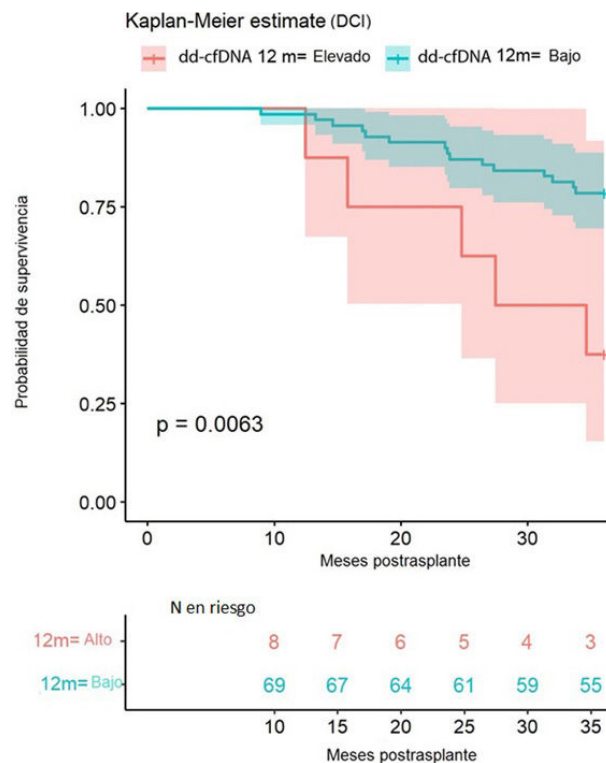 Kaplan-Meier estimate (DCI)
dd-cfDNA 12 m= Elevado dd-cfDNA 12m= Bajo
1.00
0.75
0.50
0.25
0.00
Probabilidad de supervivencia
p = 0.0063
0 10 20 30
Meses postrasplante
N en riesgo
12m= Alto 8 7 6 5 4 3
12m= Bajo 69 67 64 61 59 55
10 15 20 25 30 35
Meses postrasplante